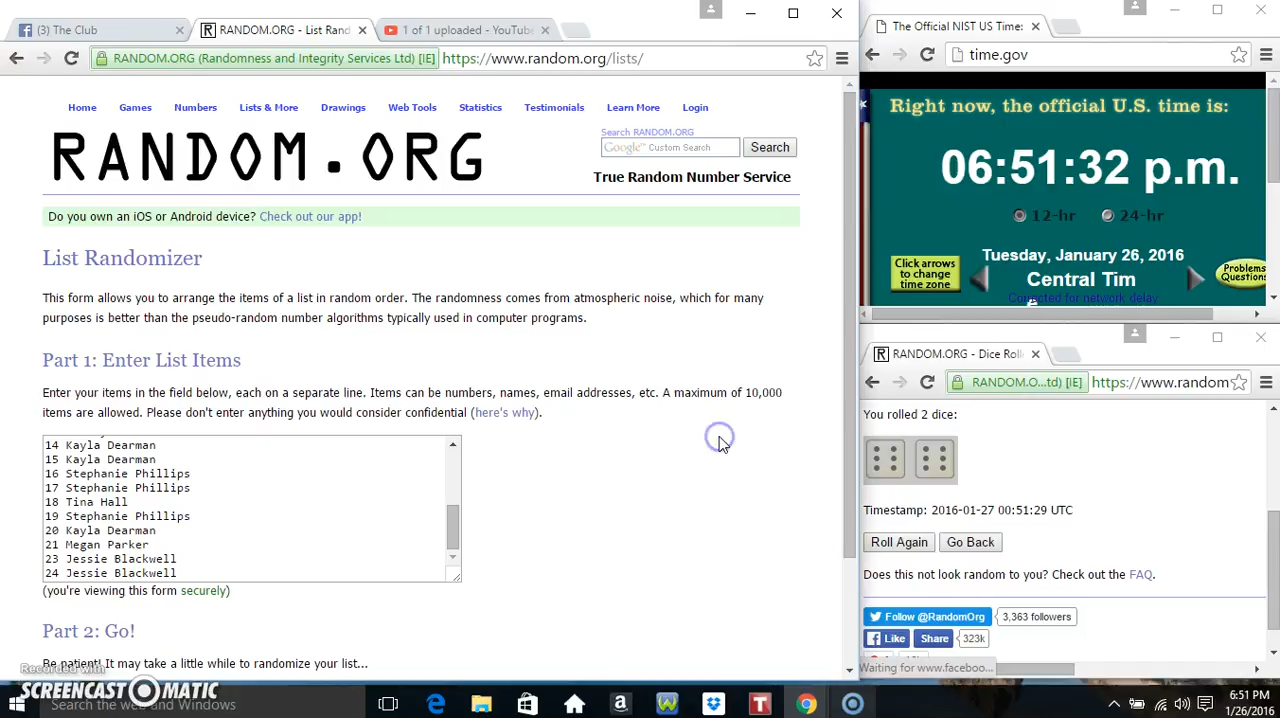 (3) The Club
RANDOM.ORG - List Rand
1 of 1 uploaded - YouTube
RANDOM.ORG (Randomness and Integrity Services Ltd) [IE]
https://www.random.org/lists/
Home Games Numbers Lists & More Drawings Web Tools Statistics Testimonials Learn More Login
RANDOM.ORG
Search RANDOM.ORG
Google™ Custom Search
Search
True Random Number Service
Do you own an iOS or Android device? Check out our app!
List Randomizer
This form allows you to arrange the items of a list in random order. The randomness comes from atmospheric noise, which for many
purposes is better than the pseudo-random number algorithms typically used in computer programs.
Part 1: Enter List Items
Enter your items in the field below, each on a separate line. Items can be numbers, names, email addresses, etc. A maximum of 10,000
items are allowed. Please don't enter anything you would consider confidential (here's why).
14 Kayla Dearman
15 Kayla Dearman
16 Stephanie Phillips
17 Stephanie Phillips
18 Tina Hall
19 Stephanie Phillips
20 Kayla Dearman
21 Megan Parker
23 Jessie Blackwell
24 Jessie Blackwell
(you're viewing this form securely)
Part 2: Go!
Be patient! It may take a little while to randomize your list...
Recorded with
SCREENCAST-O-MATIC
Search the web and Windows
The Official NIST US Time:
time.gov
Right now, the official U.S. time is:
06:51:32 p.m.
12-hr 24-hr
Tuesday, January 26, 2016
Click arrows
to change
time zone
Central Tim
Problems
Questions
Corrected for network delay
RANDOM.ORG - Dice Roll
RANDOM.O...td) [IE]
https://www.random
You rolled 2 dice:
Timestamp: 2016-01-27 00:51:29 UTC
Roll Again Go Back
Does this not look random to you? Check out the FAQ.
Follow @RandomOrg 3,363 followers
Like Share 323k
Waiting for www.faceboo...
6:51 PM
1/26/2016